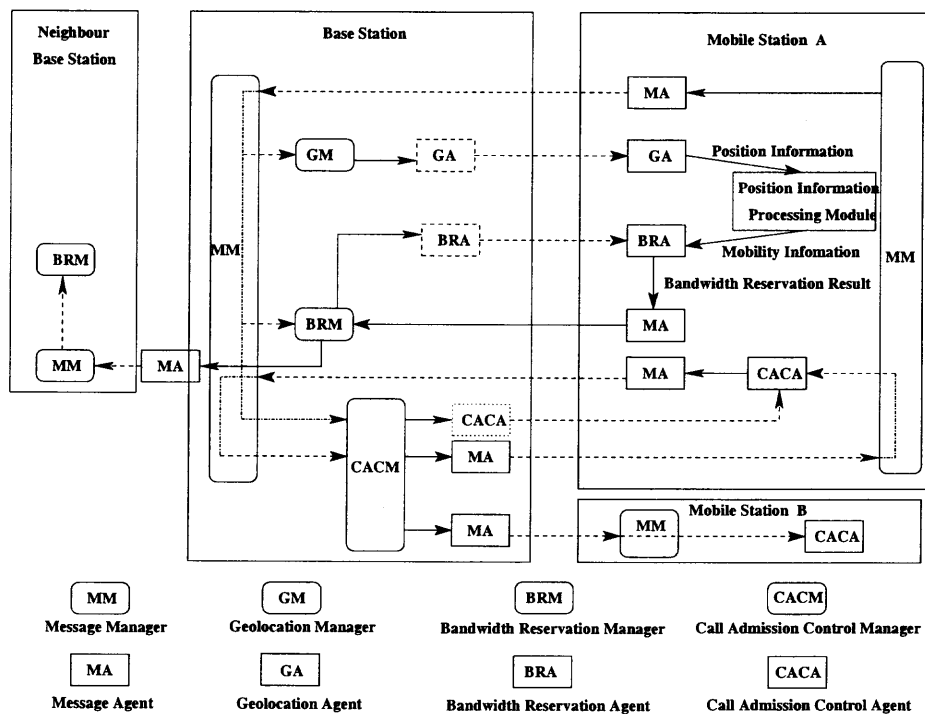 Neighbour
Base Station
Base Station
Mobile Station A
MA
GM
GA
GA
Position Information
Position Information
Processing Module
MM
BRA
BRA
Mobility Infomation
MM
BRM
Bandwidth Reservation Result
BRM
MA
MM
MA
MA
CACA
CACA
CACM
MA
Mobile Station B
MA
MM
CACA
MM
GM
BRM
CACM
Message Manager
Geolocation Manager
Bandwidth Reservation Manager
Call Admission Control Manager
MA
GA
BRA
CACA
Message Agent
Geolocation Agent
Bandwidth Reservation Agent
Call Admission Control Agent